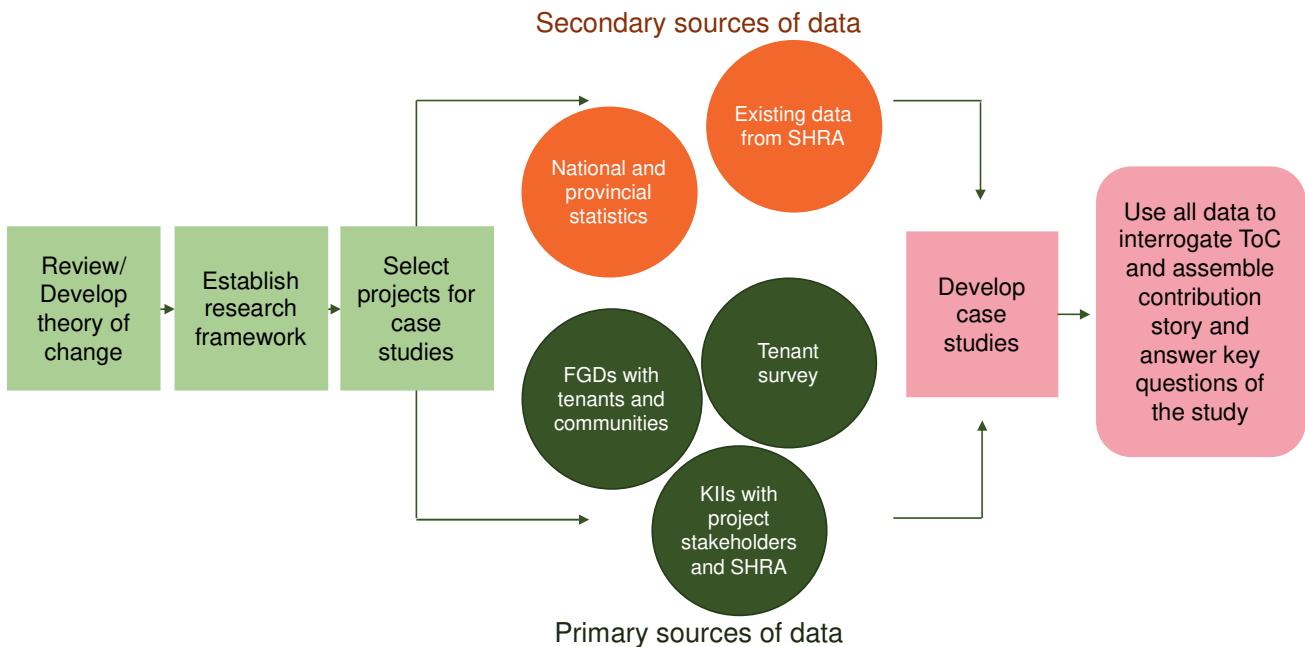 Secondary sources of data
Existing data
from SHRA
National and
provincial
statistics
Review/
Develop
theory of
change
Establish
research
framework
Select
projects for
case
studies
FGDs with
tenants and
communities
Tenant
survey
KIIs with
project
stakeholders
and SHRA
Primary sources of data
Develop
case
studies
Use all data to
interrogate ToC
and assemble
contribution
story and
answer key
questions of
the study